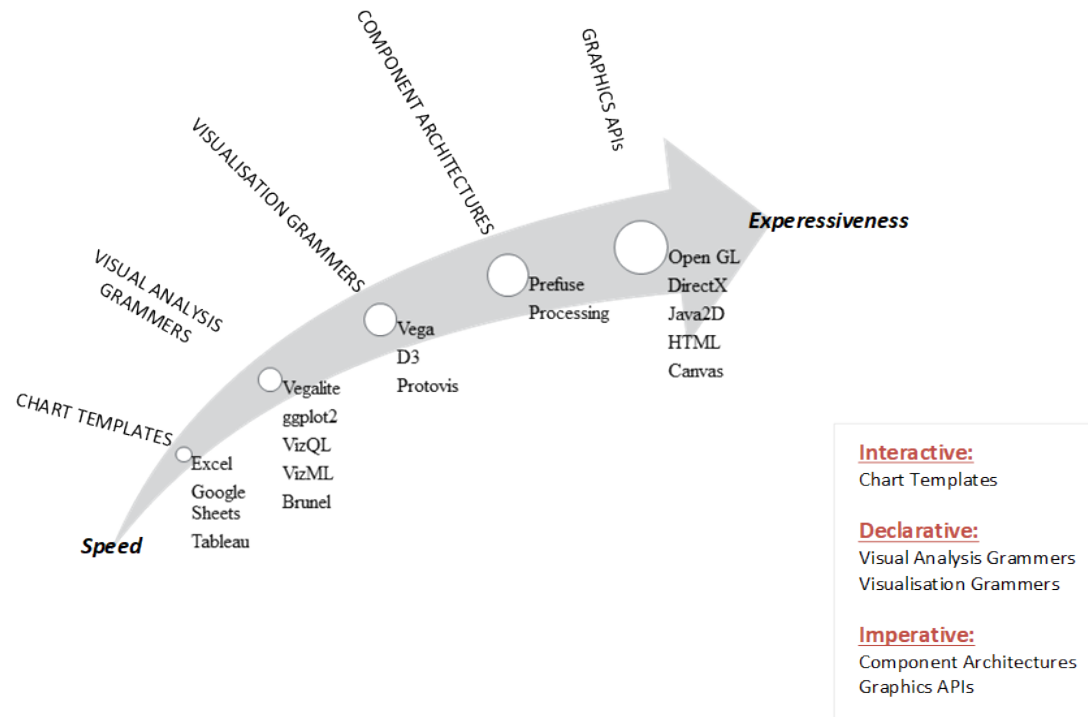 COMPONENT ARCHITECTURES
GRAPHICS APIs
VISUALISATION GRAMMERS
VISUAL ANALYSIS
GRAMMERS
CHART TEMPLATES
Speed
Experessiveness
Excel
Google
Sheets
Tableau
Vegalite
ggplot2
VizQL
VizML
Brunel
Vega
D3
Protovis
Prefuse
Processing
Open GL
DirectX
Java2D
HTML
Canvas
Interactive:
Chart Templates
Declarative:
Visual Analysis Grammers
Visualisation Grammers
Imperative:
Component Architectures
Graphics APIs